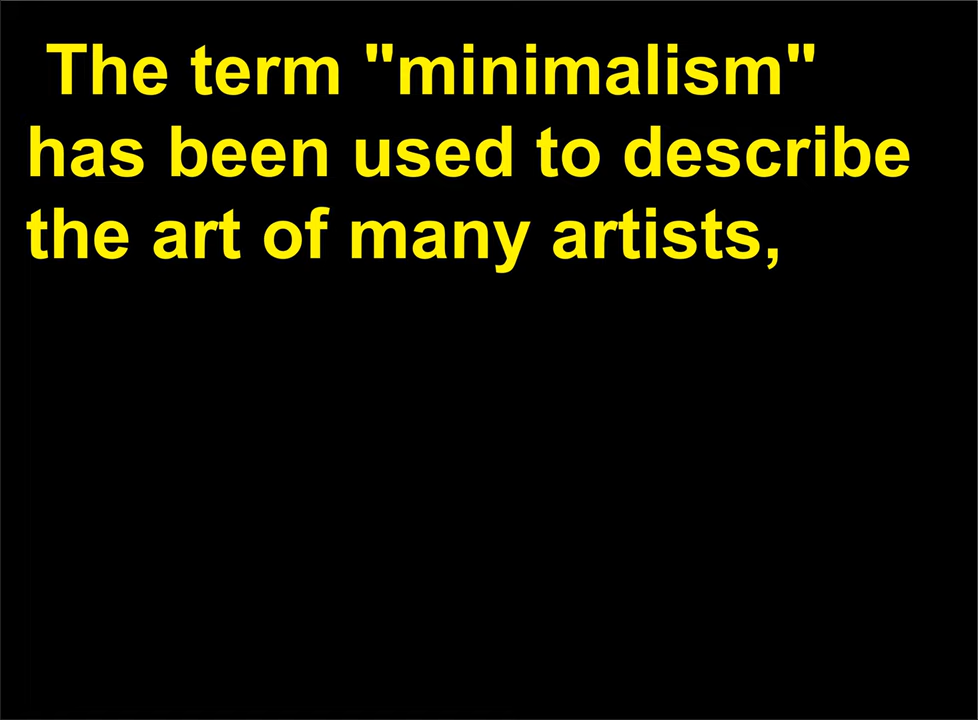 The term "minimalism"
has been used to describe
the art of many artists,